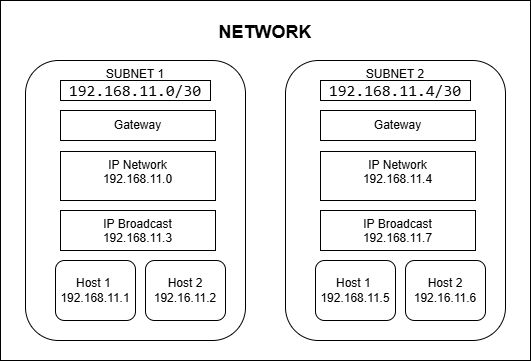 NETWORK
SUBNET 1
192.168.11.0/30
Gateway
IP Network
192.168.11.0
IP Broadcast
192.168.11.3
Host 1
192.168.11.1
Host 2
192.16.11.2
SUBNET 2
192.168.11.4/30
Gateway
IP Network
192.168.11.4
IP Broadcast
192.168.11.7
Host 1
192.168.11.5
Host 2
192.16.11.6